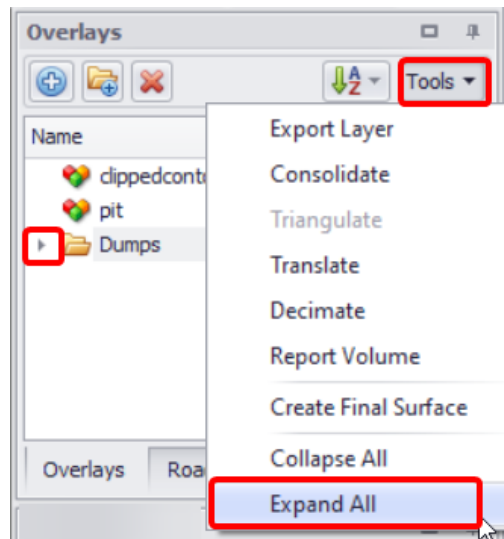 Overlays
Tools
Name
Export Layer
clippedconto
Consolidate
pit
Triangulate
Dumps
Translate
Decimate
Report Volume
Create Final Surface
Collapse All
Overlays Roa
Expand All